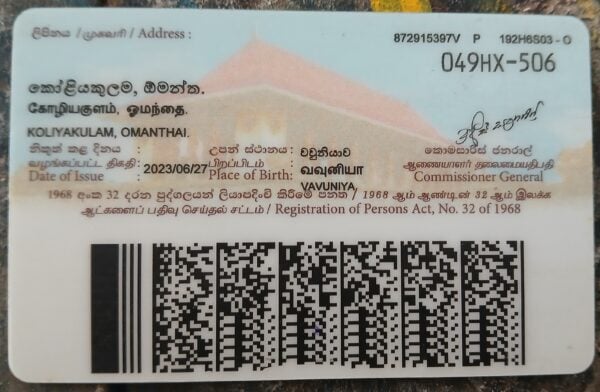 ලිපිනය / முகவரி / Address :
872915397V P 192H6S03 - O
049HX-506
කෝළියකුලම, ඕමන්ත.
கோழியகுளம், ஓமந்தை.
KOLIYAKULAM, OMANTHAI.
නිකුත් කළ දිනය : 2023/06/27
வழங்கப்பட்ட திகதி :
Date of Issue :
උපන් ස්ථානය : වවුනියාව
பிறப்பிடம் : வவுனியா
Place of Birth: VAVUNIYA
කොමසාරිස් ජනරාල්
ஆணையாளர் தலைமையதிபதி
Commissioner General
1968 අංක 32 දරන පුද්ගලයන් ලියාපදිංචි කිරීමේ පනත / 1968 ஆம் ஆண்டின் 32 ஆம் இலக்க
ஆட்களைப் பதிவு செய்தல் சட்டம் / Registration of Persons Act, No. 32 of 1968